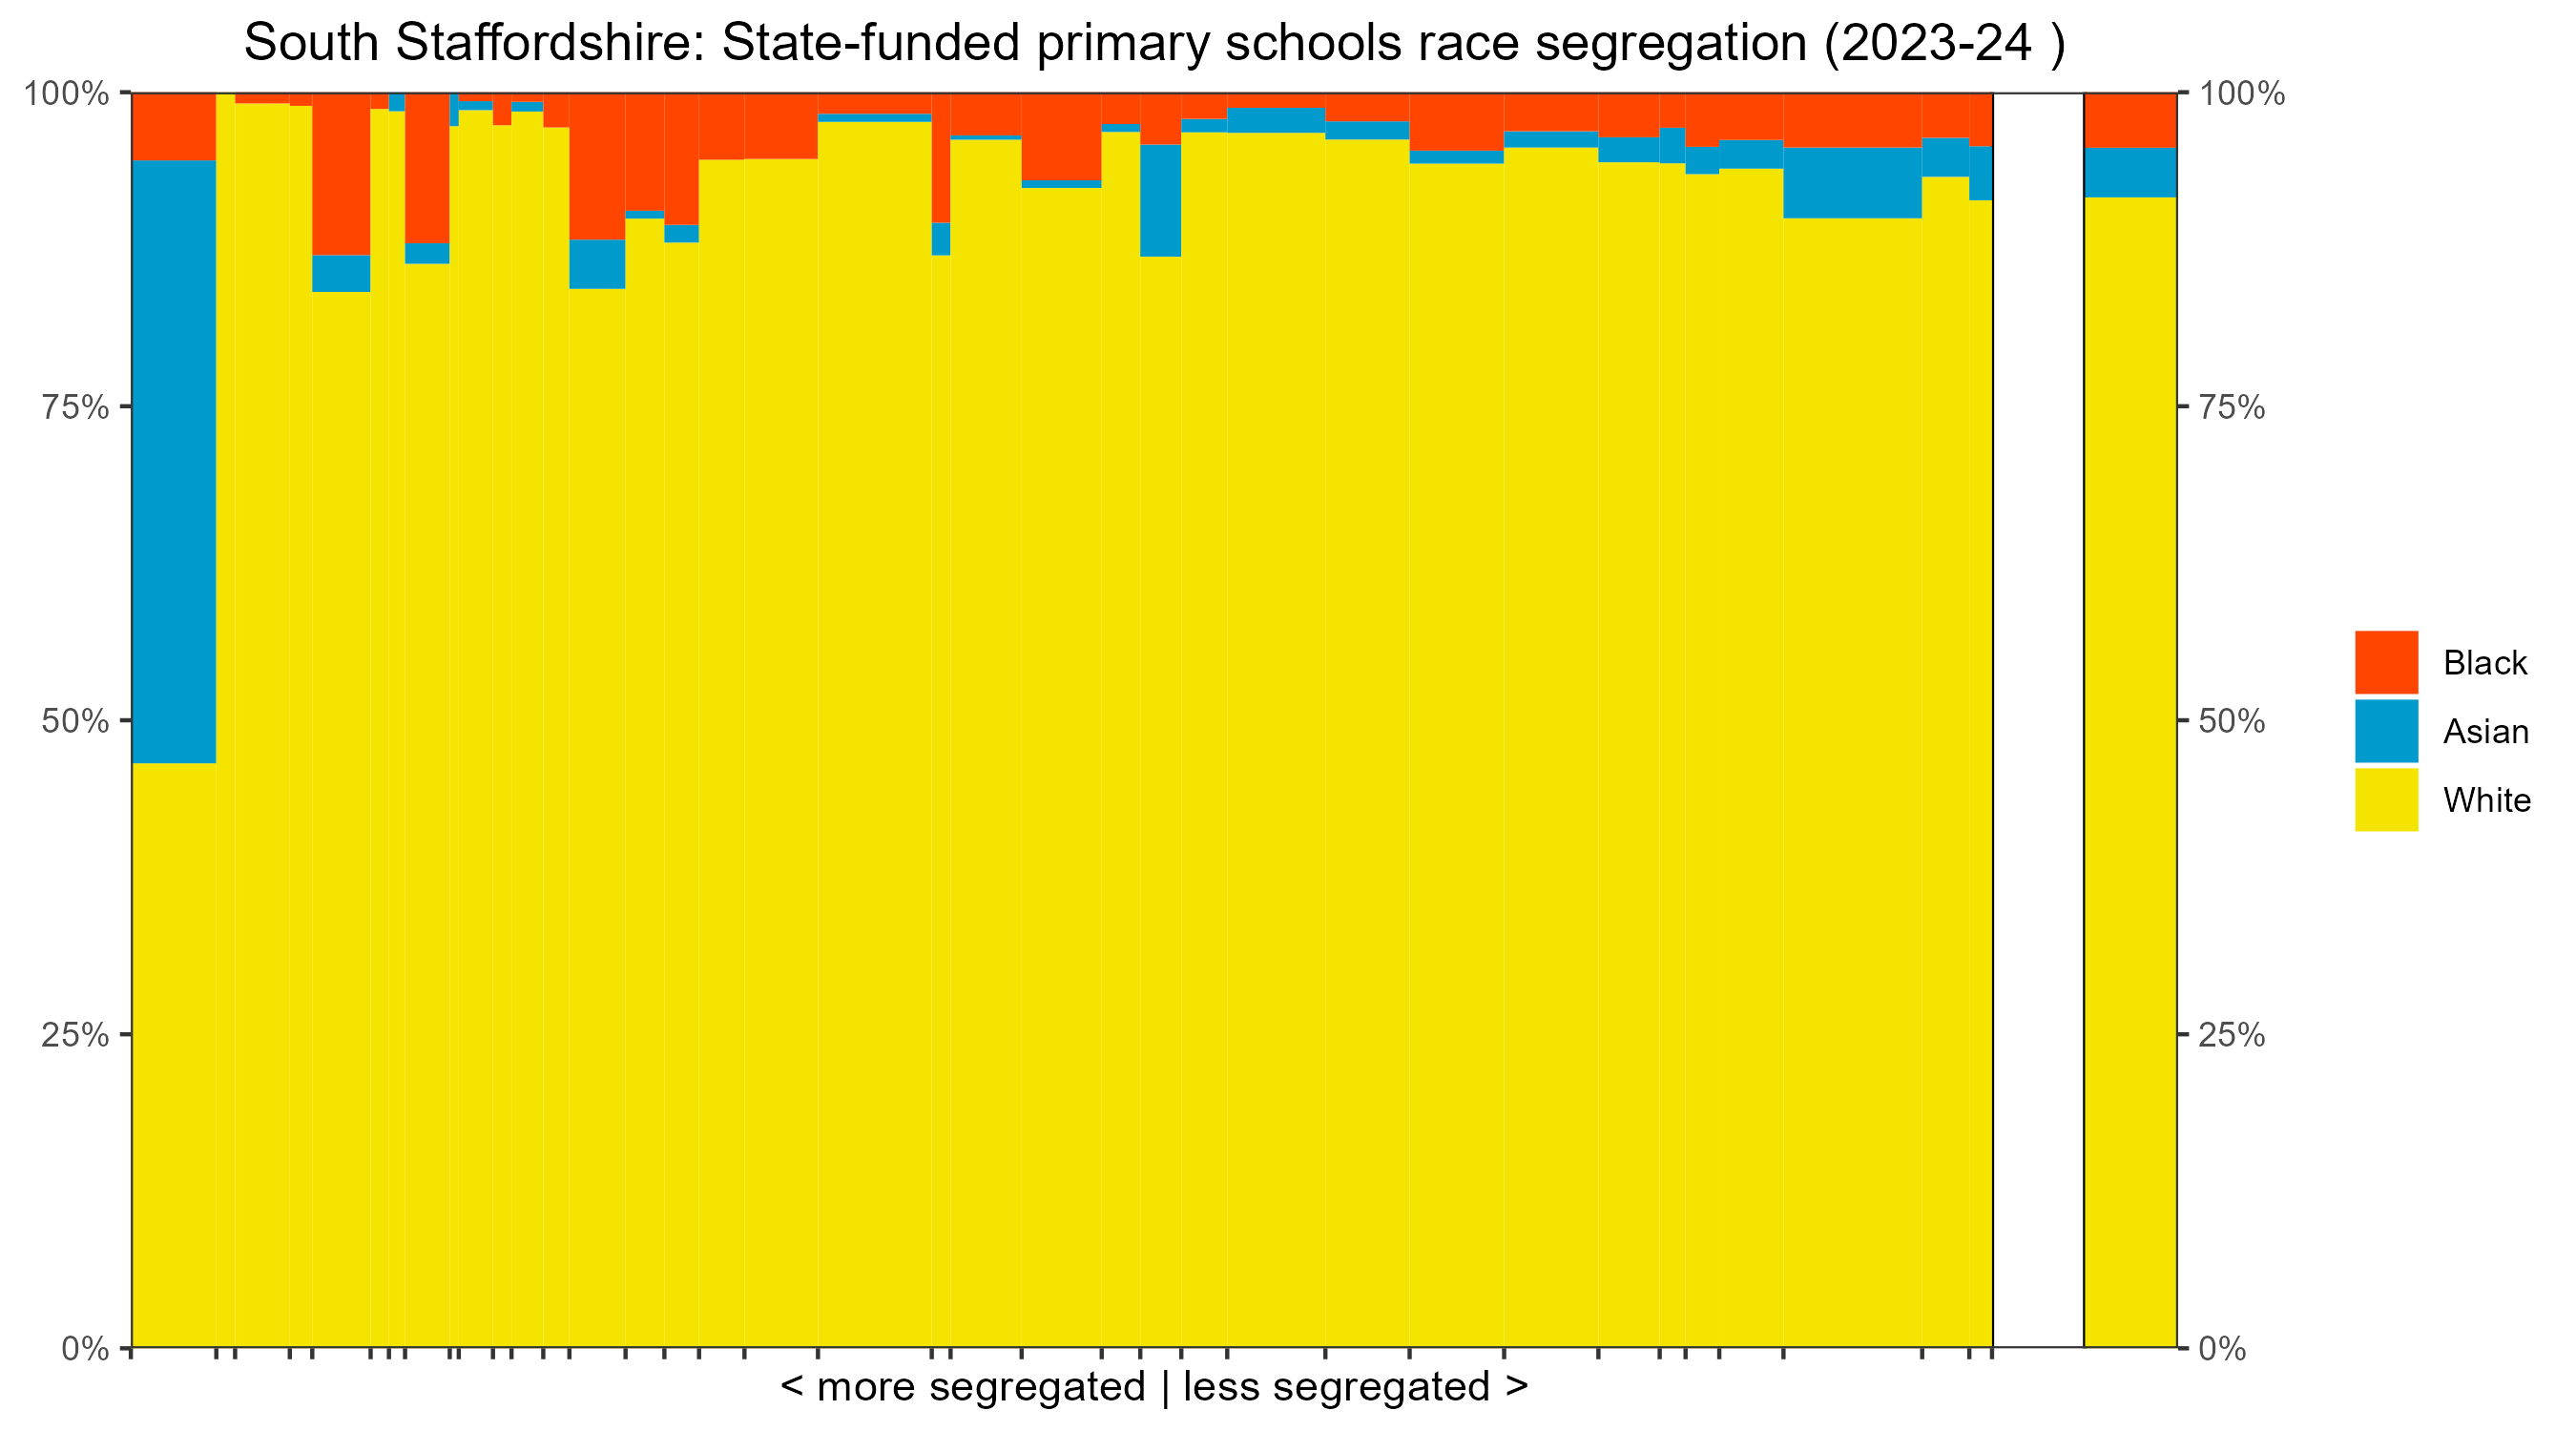 South Staffordshire: State-funded primary schools race segregation (2023-24 )
100%
75%
50%
25%
0%
100%
75%
50%
25%
0%
Black
Asian
White
< more segregated | less segregated >